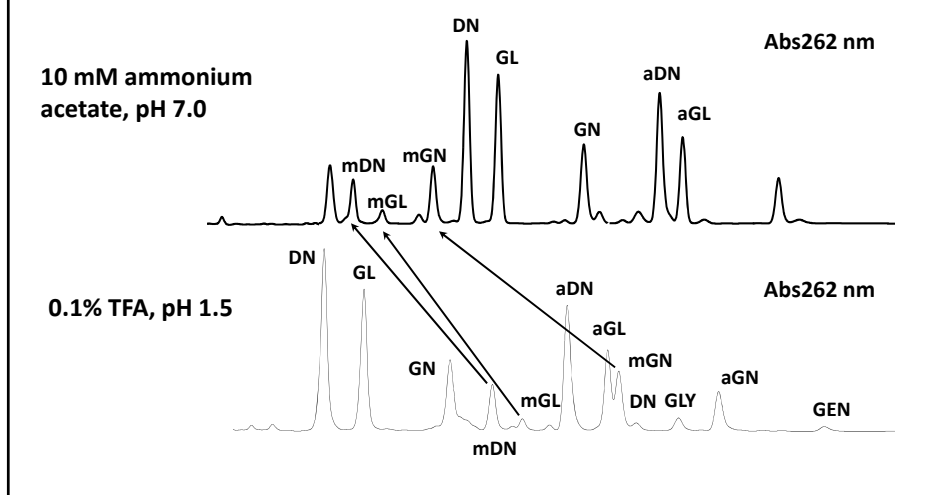 DN
Abs262 nm
GL
10 mM ammonium
acetate, pH 7.0
aDN
aGL
GN
mGN
mDN
mGL
DN
GL
0.1% TFA, pH 1.5
aDN
Abs262 nm
aGL
GN
mGN
aGN
mGL
DN GLY
GEN
mDN